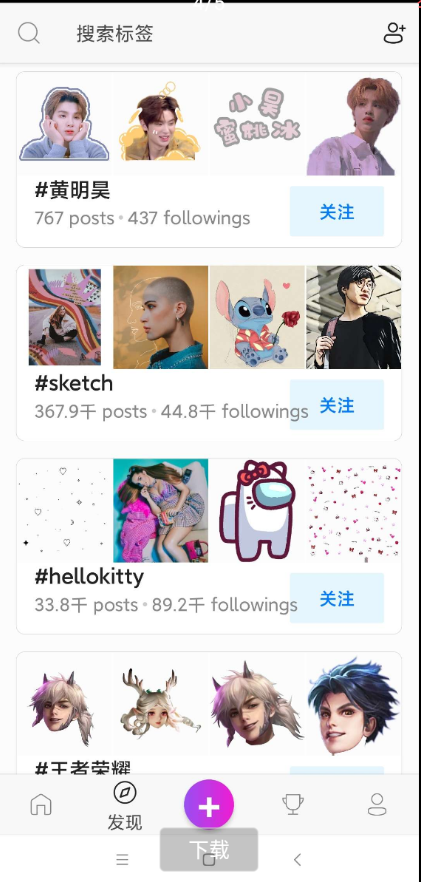 搜索标签
小昊
蜜桃冰
#黄明昊
767 posts • 437 followings
关注
#sketch
367.9千 posts • 44.8千 followings
关注
#hellokitty
33.8千 posts • 89.2千 followings
关注
#王者荣耀
发现
下载